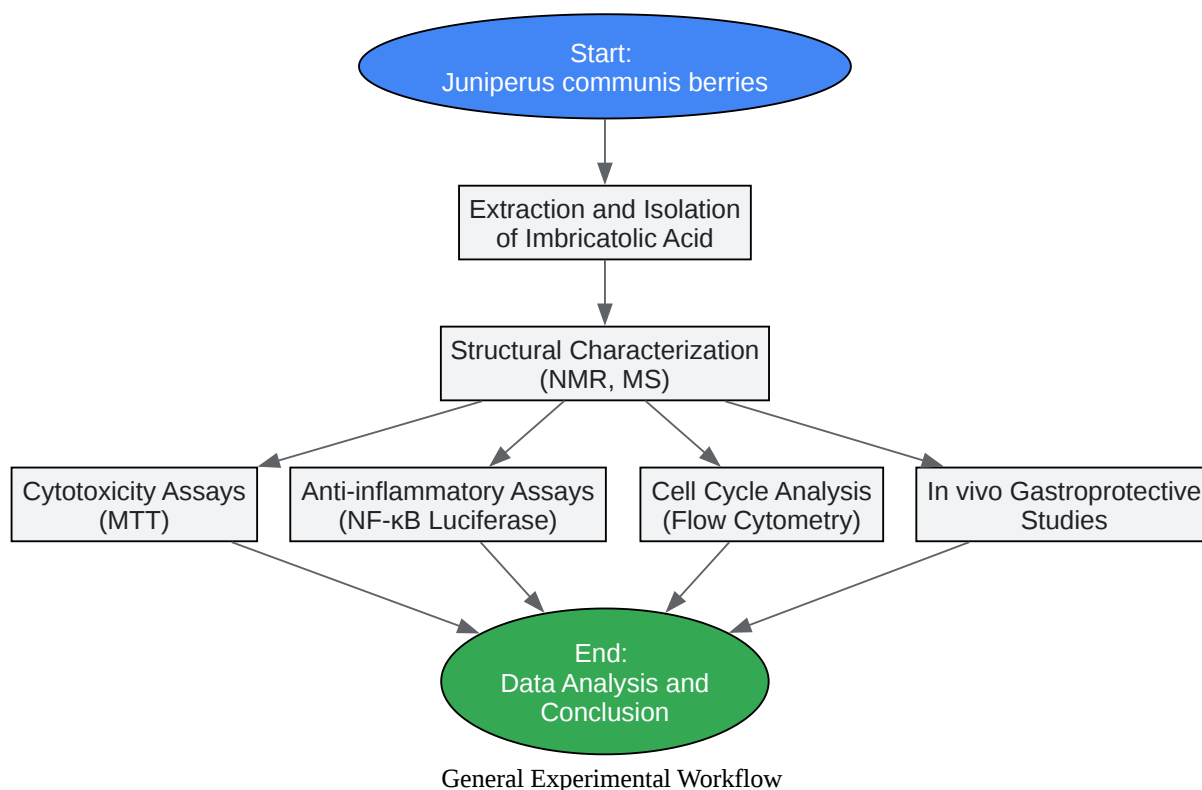 Start:
Juniperus communis berries
Extraction and Isolation
of Imbricatolic Acid
Structural Characterization
(NMR, MS)
Cytotoxicity Assays
(MTT)
Anti-inflammatory Assays
(NF-κB Luciferase)
Cell Cycle Analysis
(Flow Cytometry)
In vivo Gastroprotective
Studies
End:
Data Analysis and
Conclusion
General Experimental Workflow